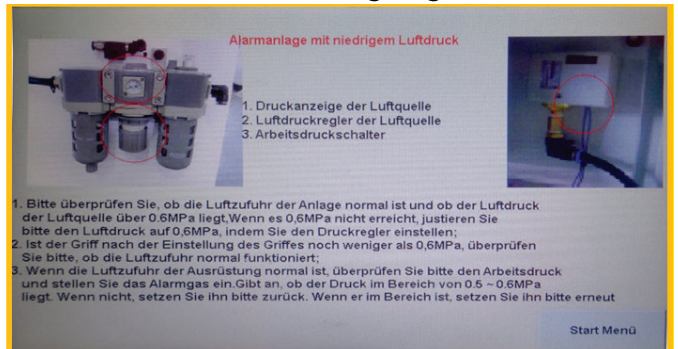 Alarmanlage mit niedrigem Luftdruck
1. Druckanzeige der Luftquelle
2. Luftdruckregler der Luftquelle
3. Arbeitsdruckschalter
1. Bitte überprüfen Sie, ob die Luftzufuhr der Anlage normal ist und ob der Luftdruck
der Luftquelle über 0.6MPa liegt,Wenn es 0,6MPa nicht erreicht, justieren Sie
bitte den Luftdruck auf 0,6MPa, indem Sie den Druckregler einstellen;
2. Ist der Griff nach der Einstellung des Griffes noch weniger als 0,6MPa, überprüfen
Sie bitte, ob die Luftzufuhr normal funktioniert;
3. Wenn die Luftzufuhr der Ausrüstung normal ist, überprüfen Sie bitte den Arbeitsdruck
und stellen Sie das Alarmgas ein.Gibt an, ob der Druck im Bereich von 0.5 ~ 0.6MPa
liegt. Wenn nicht, setzen Sie ihn bitte zurück. Wenn er im Bereich ist, setzen Sie ihn bitte erneut
Start Menü